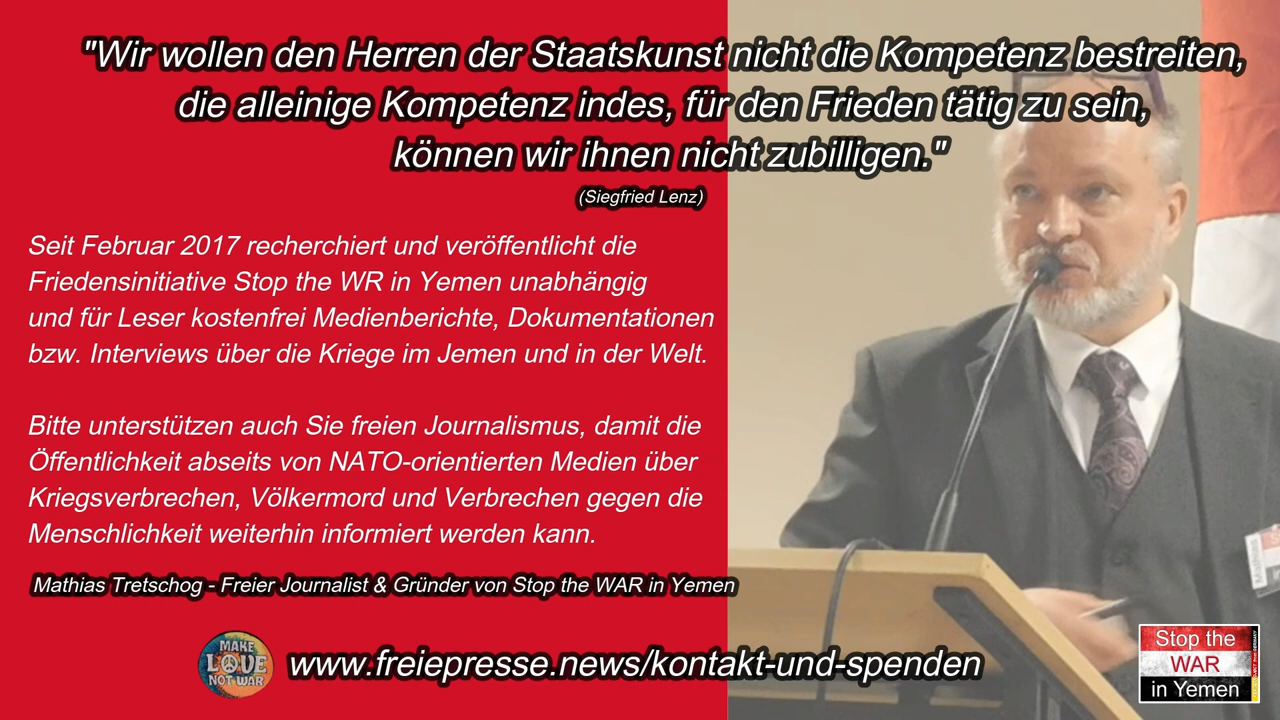 "Wir wollen den Herren der Staatskunst nicht die Kompetenz bestreiten,
die alleinige Kompetenz indes, für den Frieden tätig zu sein,
können wir ihnen nicht zubilligen."
(Siegfried Lenz)
Seit Februar 2017 recherchiert und veröffentlicht die
Friedensinitiative Stop the WR in Yemen unabhängig
und für Leser kostenfrei Medienberichte, Dokumentationen
bzw. Interviews über die Kriege im Jemen und in der Welt.
Bitte unterstützen auch Sie freien Journalismus, damit die
Öffentlichkeit abseits von NATO-orientierten Medien über
Kriegsverbrechen, Völkermord und Verbrechen gegen die
Menschlichkeit weiterhin informiert werden kann.
Mathias Tretschog - Freier Journalist & Gründer von Stop the WAR in Yemen
MAKE
LOVE
NOT WAR
www.freiepresse.news/kontakt-und-spenden
Stop the
WAR
in Yemen